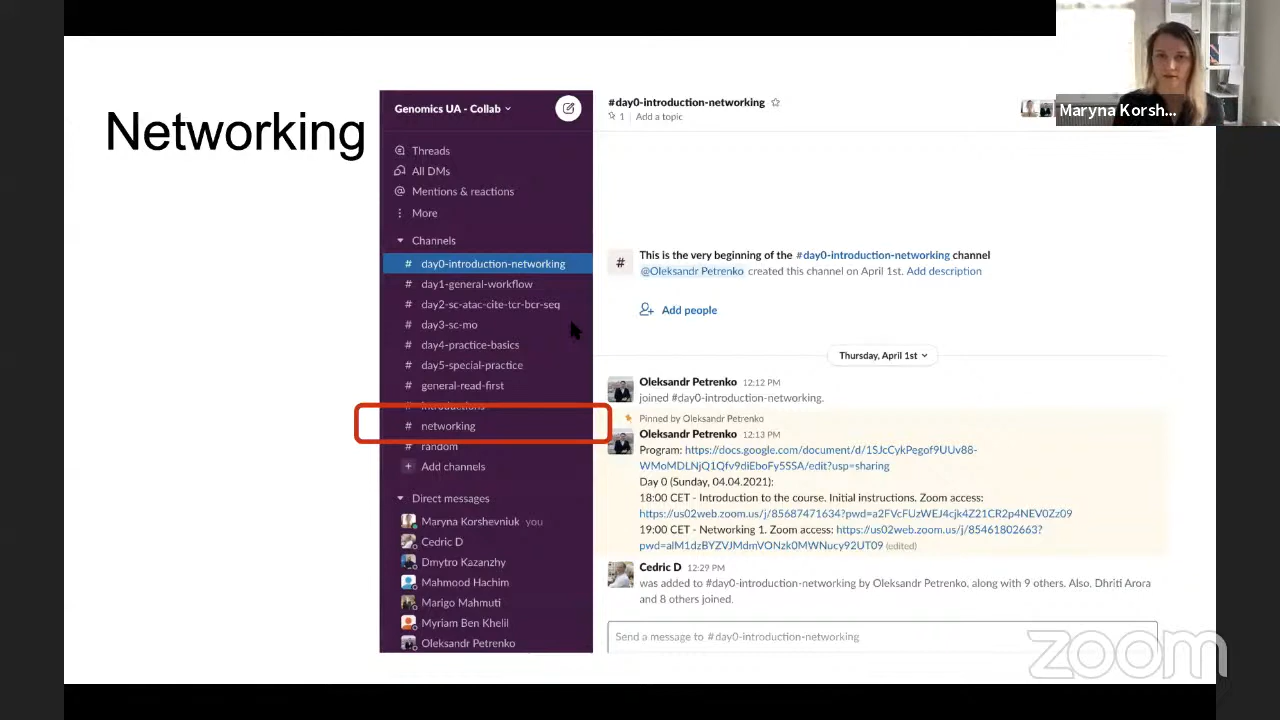 Networking
Genomics UA - Collab
Threads
All DMs
Mentions & reactions
More
Channels
# day0-introduction-networking
# day1-general-workflow
# day2-sc-atac-cite-tcr-bcr-seq
# day3-sc-mo
# day4-practice-basics
# day5-special-practice
# general-read-first
# introductions
# networking
# random
+ Add channels
Direct messages
Maryna Korshevniuk you
Cedric D
Dmytro Kazanzhy
Mahmood Hachim
Marigo Mahmuti
Myriam Ben Khelil
Oleksandr Petrenko
#day0-introduction-networking
1 | Add a topic
# This is the very beginning of the #day0-introduction-networking channel
@Oleksandr Petrenko created this channel on April 1st. Add description
Add people
Thursday, April 1st
Oleksandr Petrenko 12:12 PM
joined #day0-introduction-networking.
Pinned by Oleksandr Petrenko
Oleksandr Petrenko 12:13 PM
Program: https://docs.google.com/document/d/1SJcCykPegof9UUv88-
WMoMDLNjQ1Qfv9diEboFy5SSA/edit?usp=sharing
Day 0 (Sunday, 04.04.2021):
18:00 CET - Introduction to the course. Initial instructions. Zoom access:
https://us02web.zoom.us/j/85687471634?pwd=a2FVcFUzWEJ4cjk4Z21CR2p4NEV0Zz09
19:00 CET - Networking 1. Zoom access: https://us02web.zoom.us/j/85461802663?
pwd=alM1dzBYZVJMdmVONzk0MWNucy92UT09 (edited)
Cedric D 12:29 PM
was added to #day0-introduction-networking by Oleksandr Petrenko, along with 9 others. Also, Dhriti Arora
and 8 others joined.
Send a message to #day0-introduction-networking
Maryna Korsh...
zoom